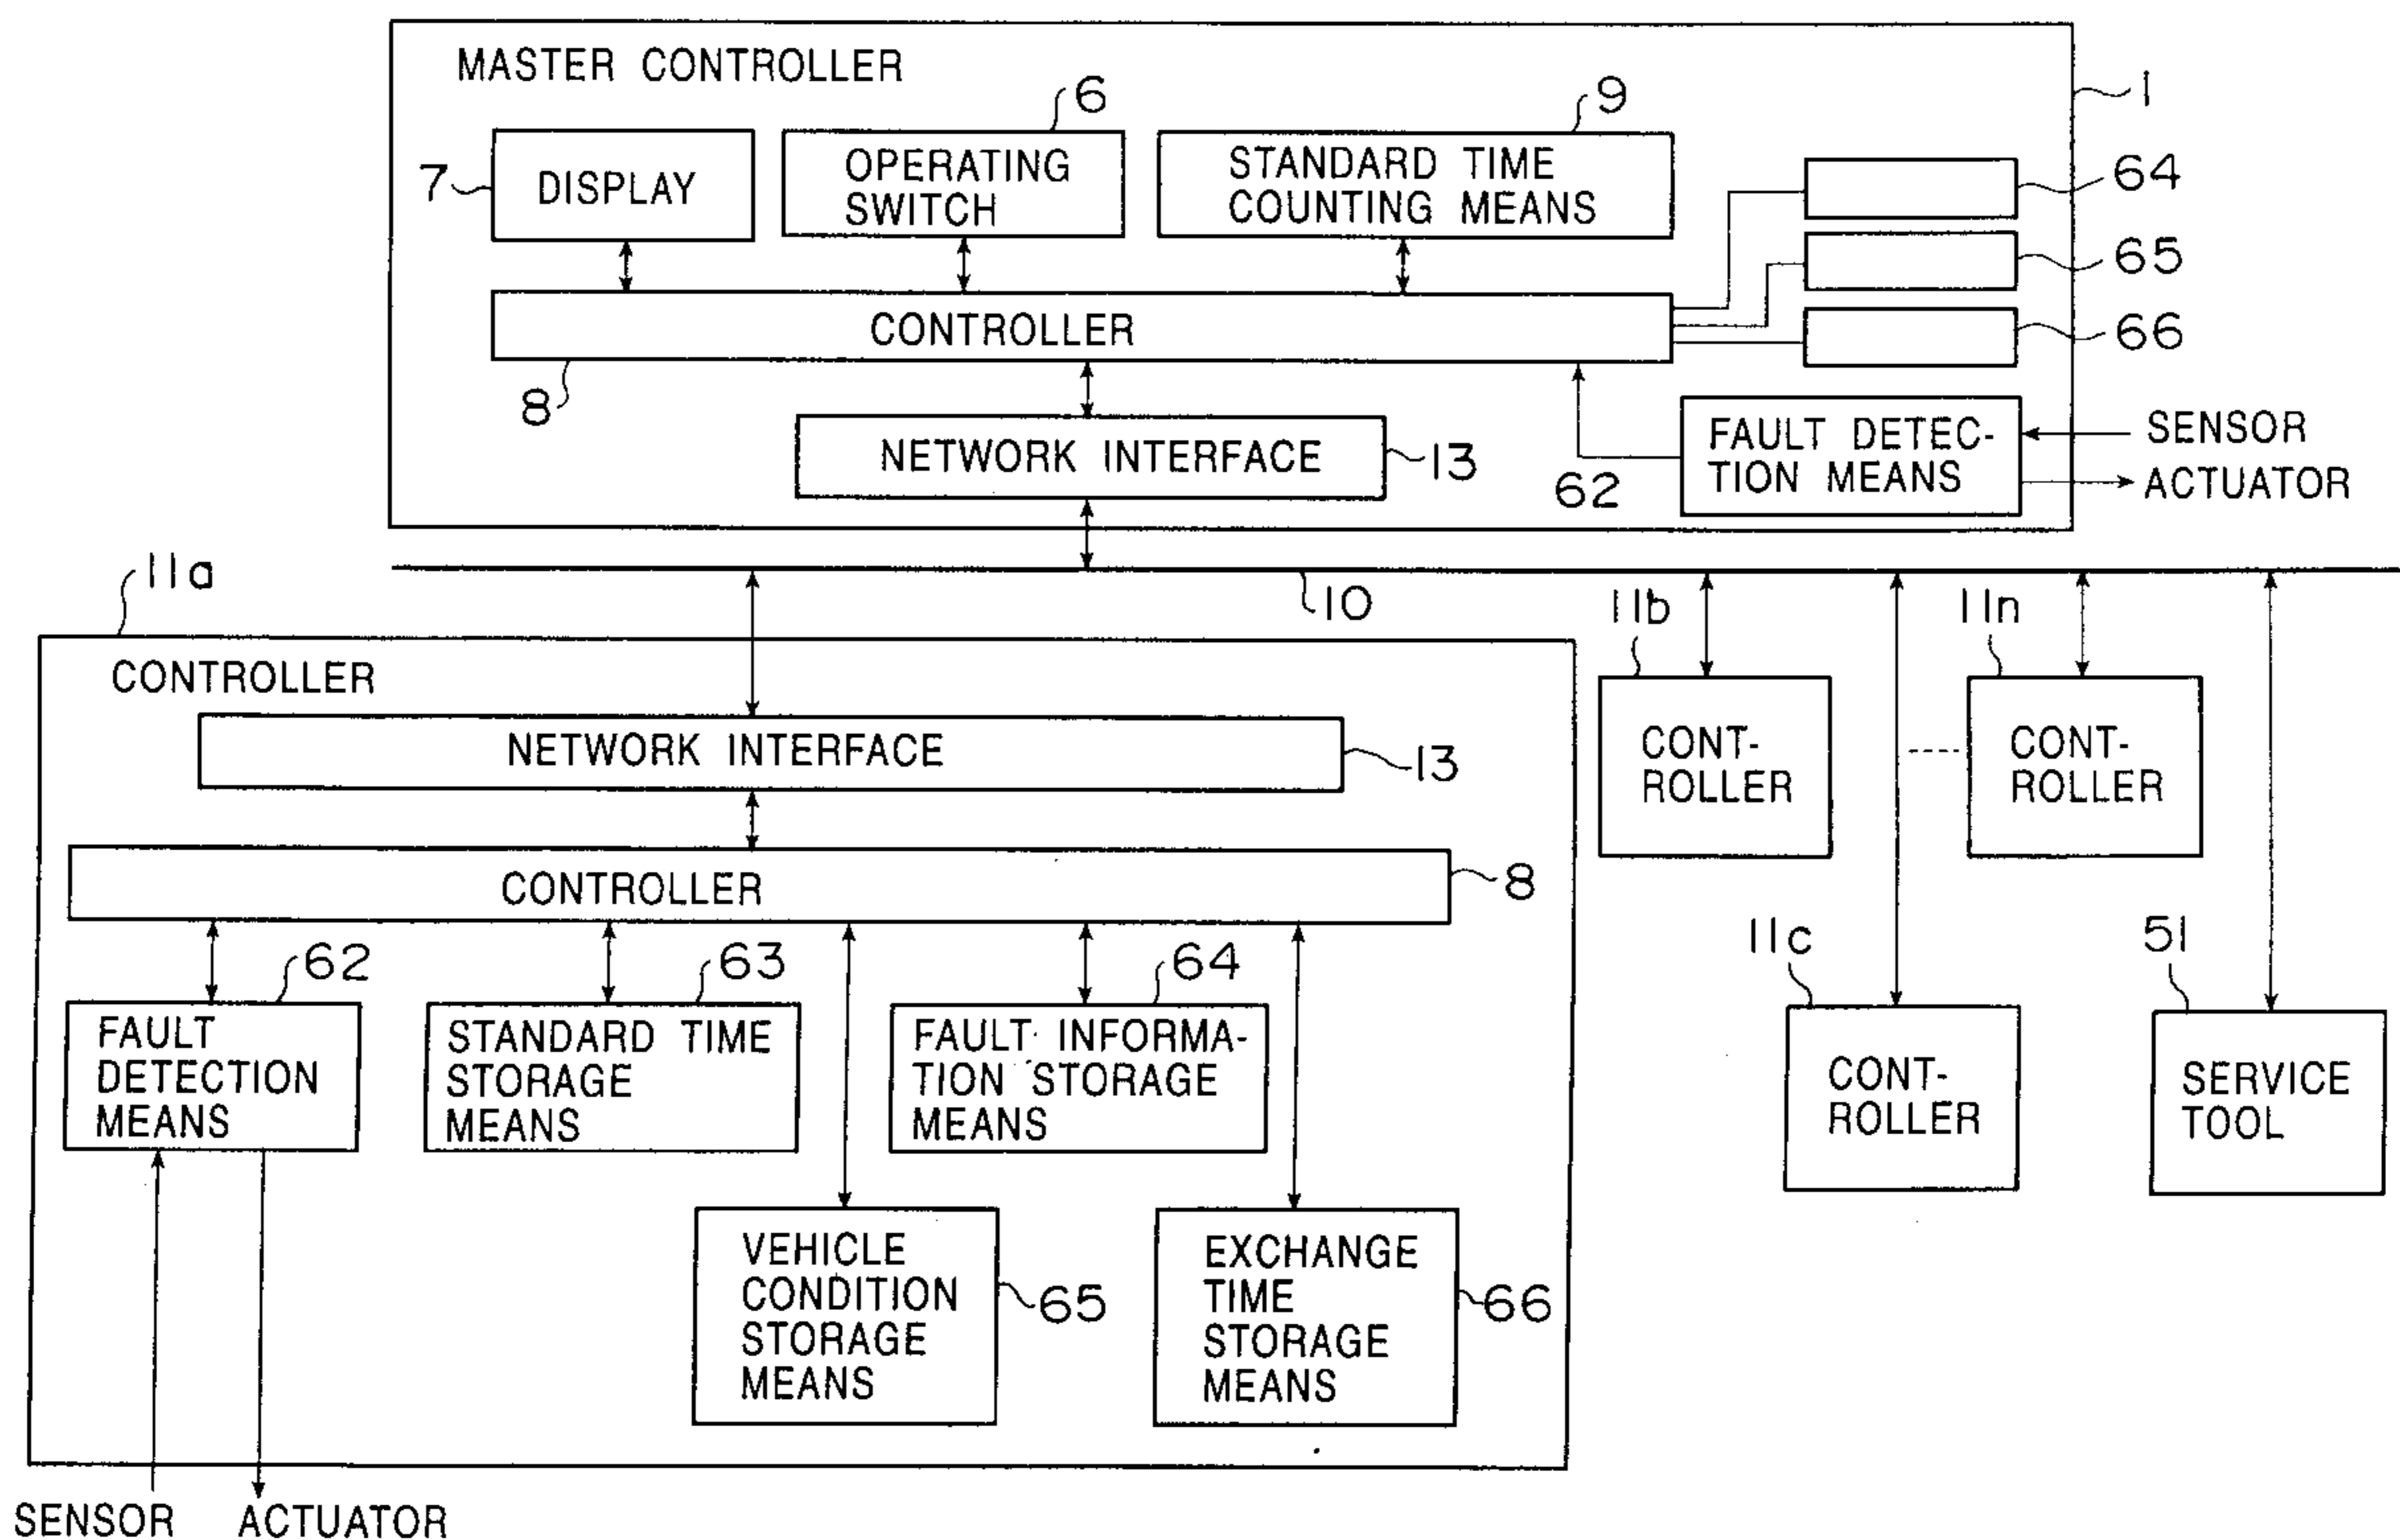 MASTER CONTROLLER
1
6
9
7
DISPLAY
OPERATING
SWITCH
STANDARD TIME
COUNTING MEANS
64
65
66
CONTROLLER
8
NETWORK INTERFACE
13
62
FAULT DETEC-
TION MEANS
SENSOR
ACTUATOR
10
11a
CONTROLLER
NETWORK INTERFACE
13
CONTROLLER
8
62
FAULT
DETECTION
MEANS
63
STANDARD TIME
STORAGE
MEANS
64
FAULT INFORMA-
TION STORAGE
MEANS
VEHICLE
CONDITION
STORAGE
MEANS
65
EXCHANGE
TIME
STORAGE
MEANS
66
SENSOR
ACTUATOR
11b
CONT-
ROLLER
11n
CONT-
ROLLER
11c
CONT-
ROLLER
51
SERVICE
TOOL